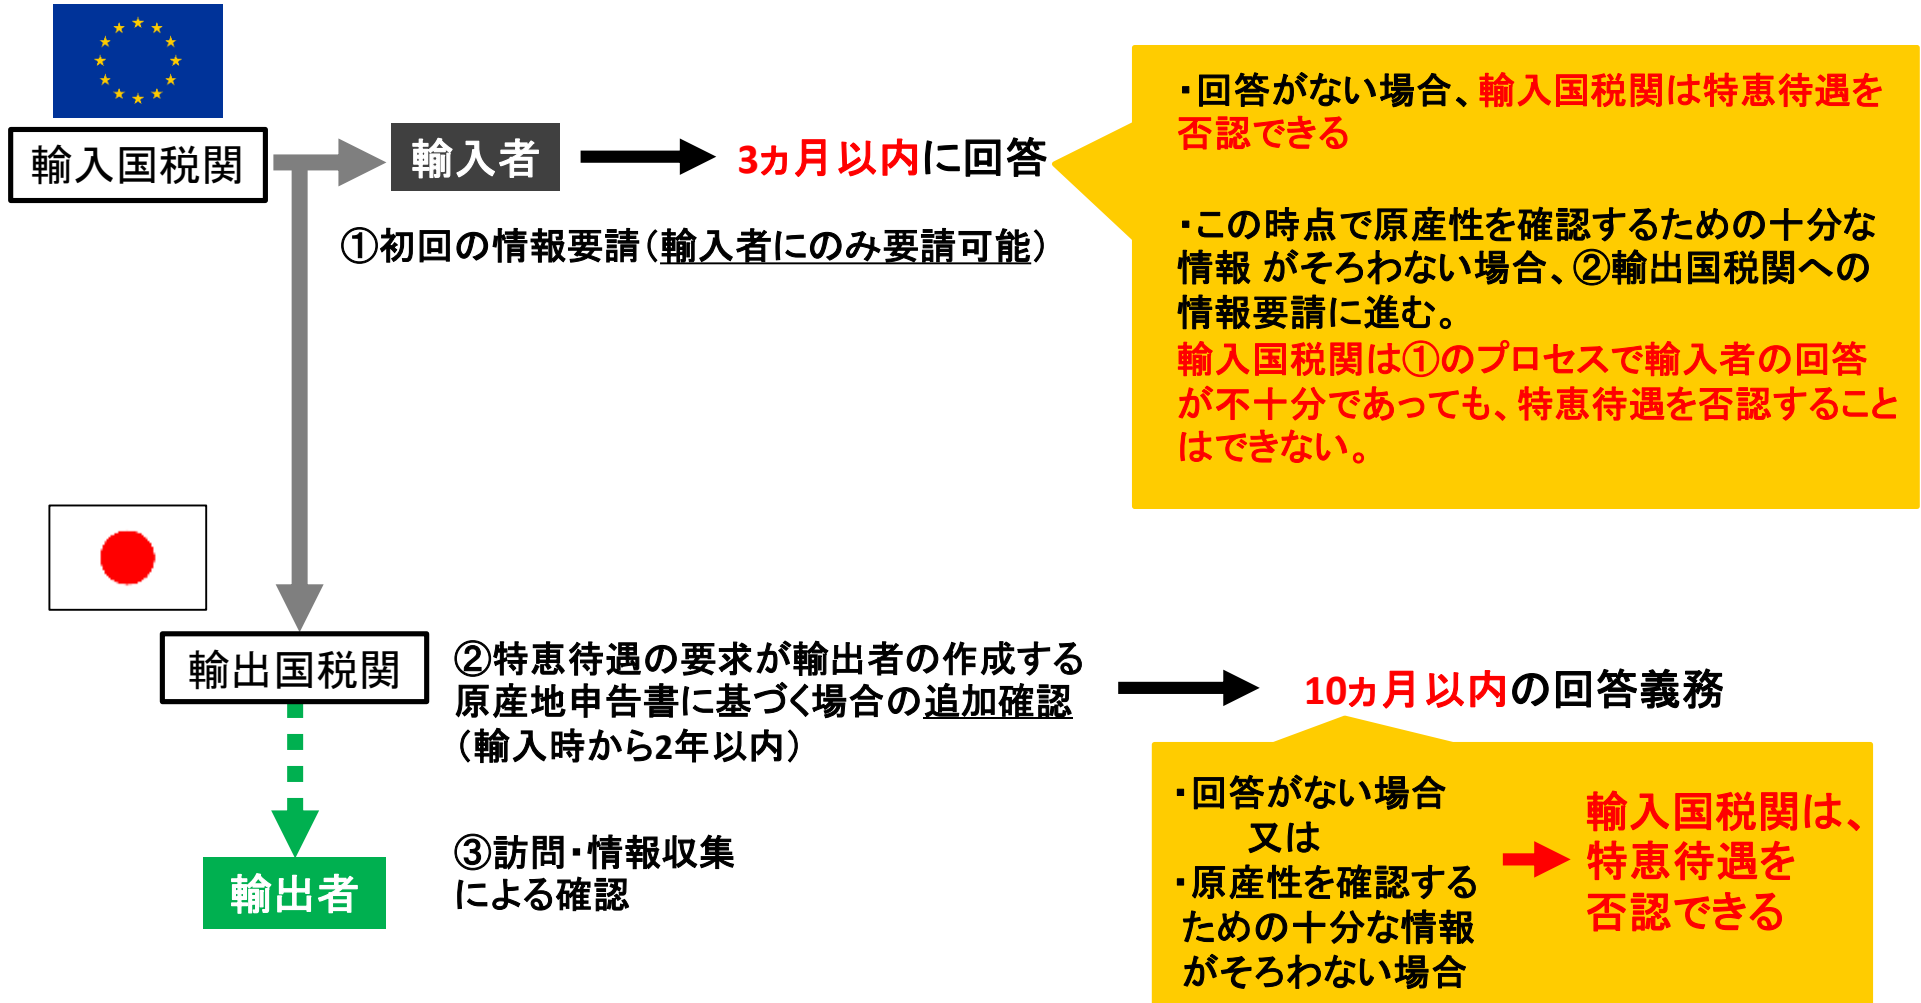 輸入国税関
輸入者
3ヵ月以内に回答
①初回の情報要請（輸入者にのみ要請可能）
・回答がない場合、輸入国税関は特恵待遇を
否認できる
・この時点で原産性を確認するための十分な
情報 がそろわない場合、②輸出国税関への
情報要請に進む。
輸入国税関は①のプロセスで輸入者の回答
が不十分であっても、特恵待遇を否認すること
はできない。
輸出国税関
②特恵待遇の要求が輸出者の作成する
原産地申告書に基づく場合の追加確認
（輸入時から2年以内）
10ヵ月以内の回答義務
輸出者
③訪問・情報収集
による確認
・回答がない場合
又は
・原産性を確認する
ための十分な情報
がそろわない場合
輸入国税関は、
特恵待遇を
否認できる